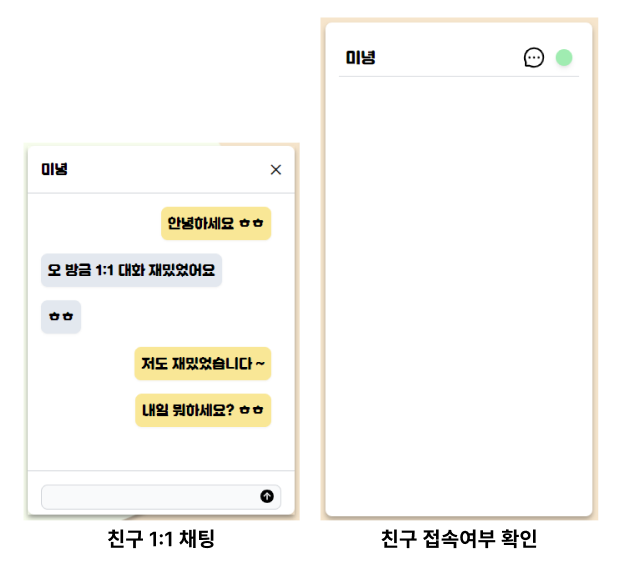 미녕
안녕하세요 ㅎㅎ
오 방금 1:1 대화 재밌었어요
ㅎㅎ
저도 재밌었습니다 ~
내일 뭐하세요? ㅎㅎ
친구 1:1 채팅
미녕
친구 접속여부 확인